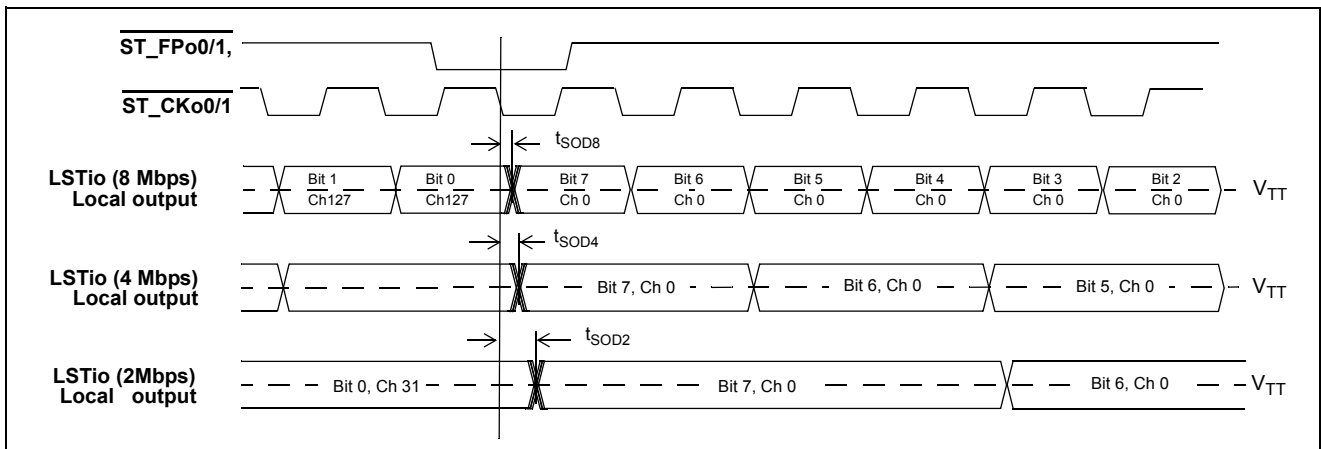 ST_FPo0/1,
ST_CKo0/1
tSOD8
LSTio (8 Mbps)
Local output
Bit 1
Ch127
Bit 0
Ch127
Bit 7
Ch 0
Bit 6
Ch 0
Bit 5
Ch 0
Bit 4
Ch 0
Bit 3
Ch 0
Bit 2
Ch 0
VTT
tSOD4
LSTio (4 Mbps)
Local output
Bit 7, Ch 0
Bit 6, Ch 0
Bit 5, Ch 0
VTT
tSOD2
LSTio (2Mbps)
Local output
Bit 0, Ch 31
Bit 7, Ch 0
Bit 6, Ch 0
VTT